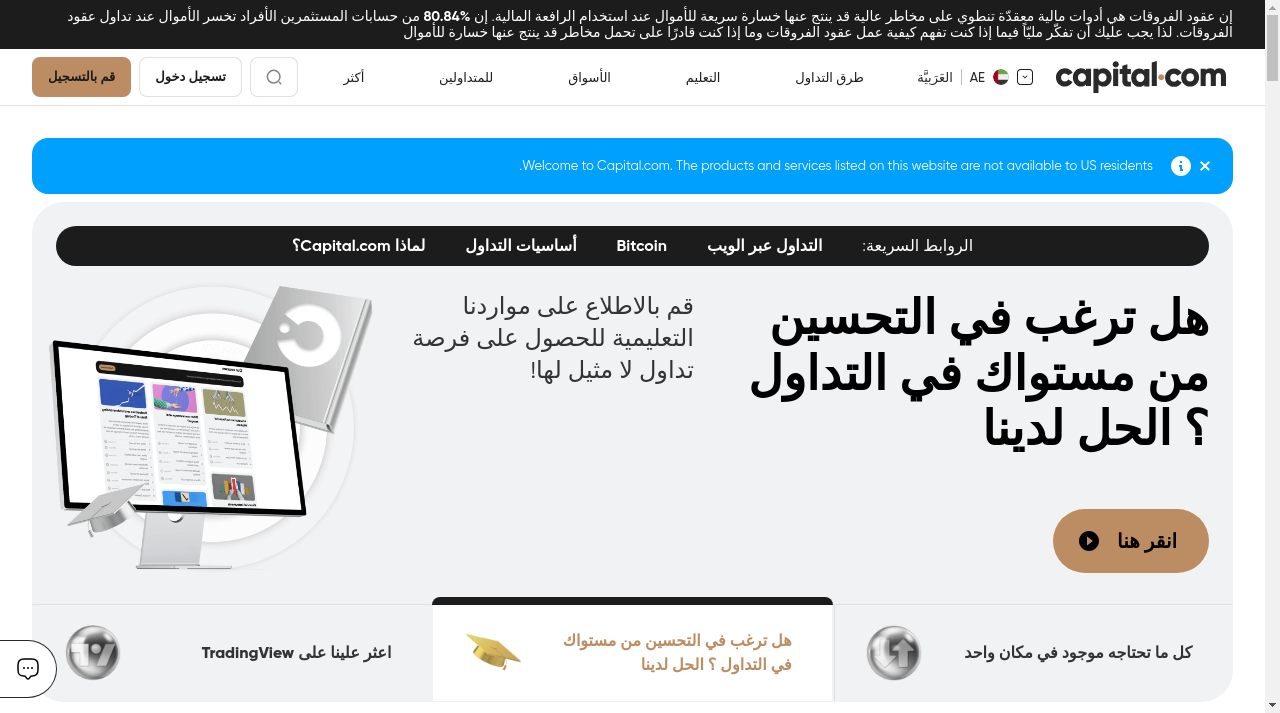 إن عقود الفروقات هي أدوات مالية معقدّة تنطوي على مخاطر عالية قد ينتج عنها خسارة سريعة للأموال عند استخدام الرافعة المالية. إن 80.84% من حسابات المستثمرين الأفراد تخسر الأموال عند تداول عقود
الفروقات. لذا يجب عليك أن تفكّر مليّاً فيما إذا كنت تفهم كيفية عمل عقود الفروقات وما إذا كنت قادرًا على تحمل مخاطر قد ينتج عنها خسارة للأموال
capital.com
AE العَرَبيَّة
طرق التداول
التعليم
الأسواق
للمتداولين
أكثر
تسجيل دخول
قم بالتسجيل
Welcome to Capital.com. The products and services listed on this website are not available to US residents.
الروابط السريعة:
التداول عبر الويب
Bitcoin
أساسيات التداول
لماذا Capital.com؟
هل ترغب في التحسين
من مستواك في التداول
؟ الحل لدينا
قم بالاطلاع على مواردنا
التعليمية للحصول على فرصة
تداول لا مثيل لها!
انقر هنا
كل ما تحتاجه موجود في مكان واحد
هل ترغب في التحسين من مستواك
في التداول ؟ الحل لدينا
اعثر علينا على TradingView